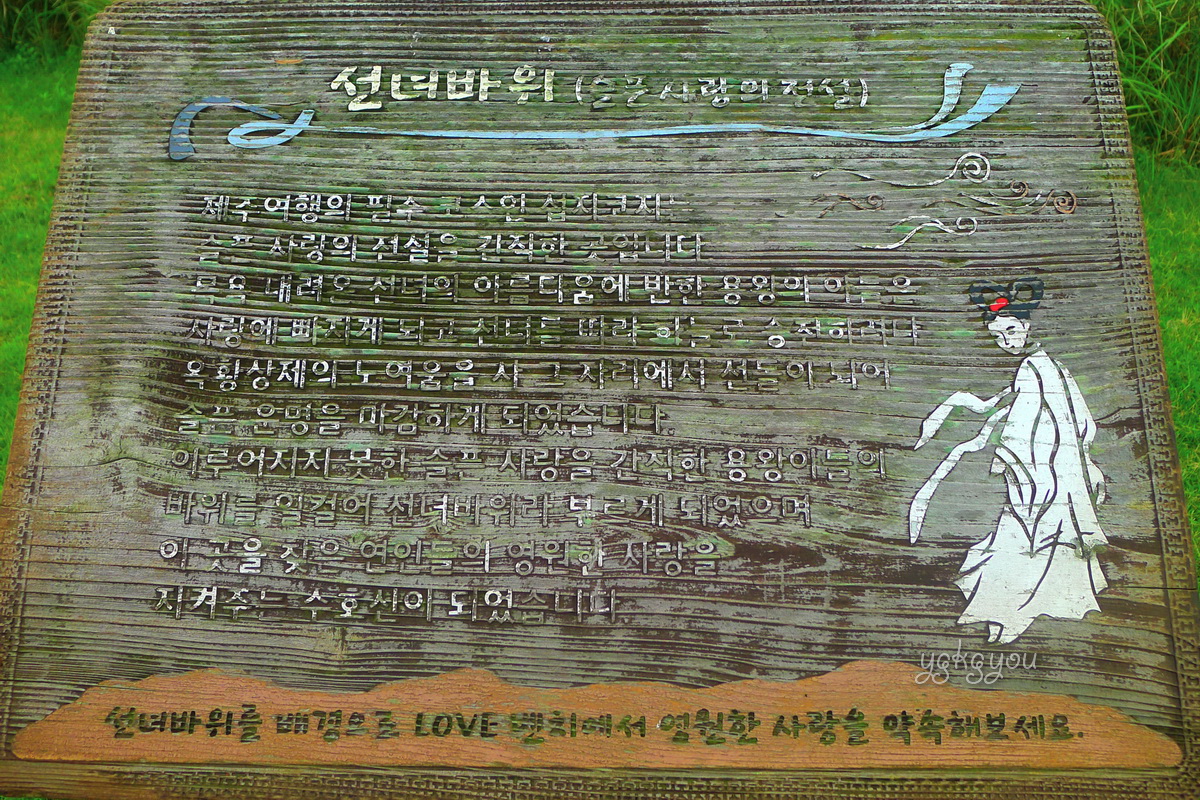 선녀바위 (슬픈사랑의전설)
제주여행의 필수 코스인 섭지코지는
슬픈 사랑의 전설을 간직한 곳입니다
목욕 내려온 선녀의 아름다움에 반한 용왕의 아들은
사랑에 빠지게 되고 선녀를 따라 하늘로 승천하려다
옥황상제의 노여움을 사 그 자리에서 선돌이 되어
슬픈 운명을 마감하게 되었습니다.
이루어지지 못한 슬픈 사랑을 간직한 용왕아들의
바위를 일컬어 선녀바위라 부르게 되었으며
이 곳을 찾은 연인들의 영원한 사랑을
지켜주는 수호신이 되었습니다.
ygkgyou
선녀바위를 배경으로 LOVE 벤치에서 영원한 사랑을 약속해보세요.